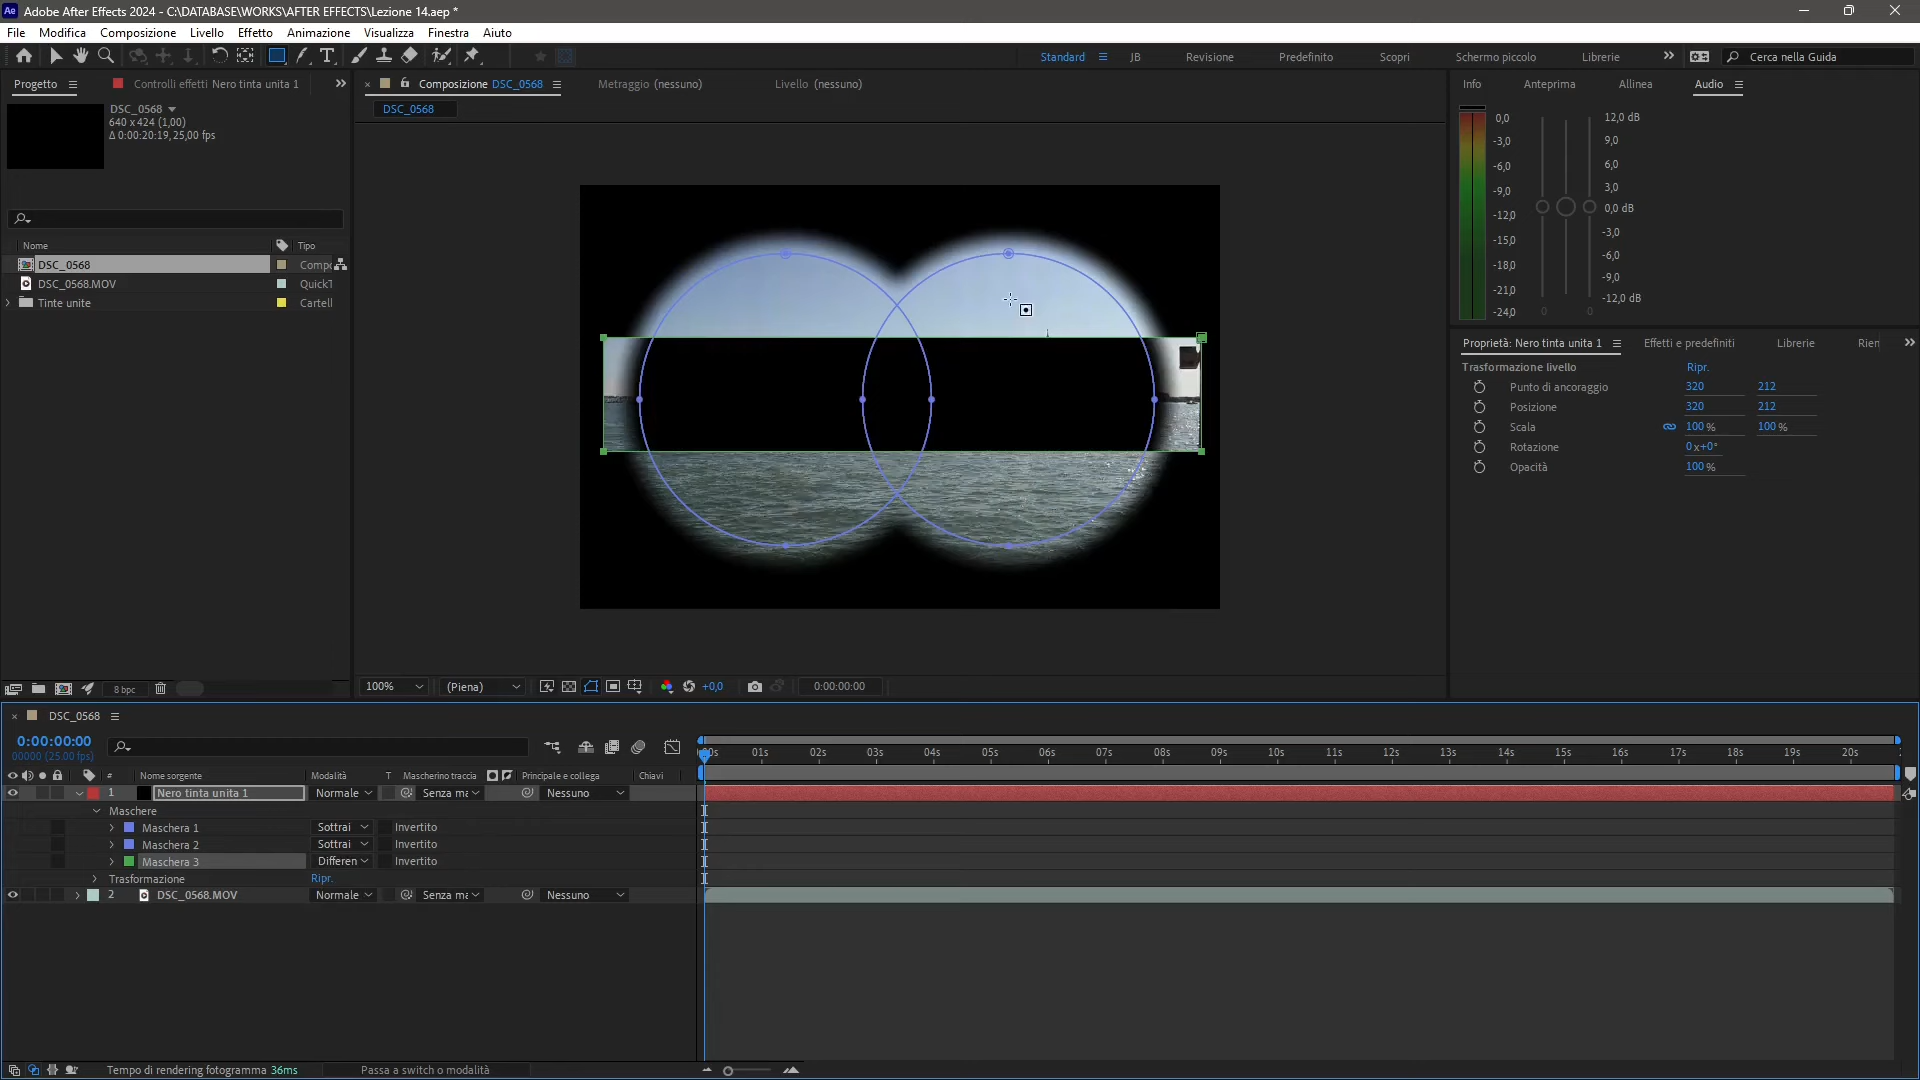 Adobe After Effects 2024 - C:\DATABASE\WORKS\AFTER EFFECTS\Lezione 14.aep *
File Modifica Composizione Livello Effetto Animazione Visualizza Finestra Aiuto
Standard JB Revisione Predefinito Scopri Schermo piccolo Librerie Cerca nella Guida
Progetto Controlli effetti Nero tinta unita 1
Composizione DSC_0568 Metraggio (nessuno) Livello (nessuno)
Info Anteprima Allinea Audio
DSC_0568
640 x 424 (1,00)
Δ 0:00:20:19, 25,00 fps
DSC_0568
0,0
-3,0
-6,0
-9,0
-12,0
-15,0
-18,0
-21,0
-24,0
12,0 dB
9,0
6,0
3,0
0,0 dB
-3,0
-6,0
-9,0
-12,0 dB
0 0
Nome Tipo
DSC_0568 Compo
DSC_0568.MOV QuickT
Tinte unite Cartell
Proprietà: Nero tinta unita 1 Effetti e predefiniti Librerie Rien
Trasformazione livello Ripr.
Punto di ancoraggio 320 212
Posizione 320 212
Scala 100 % 100 %
Rotazione 0x+0°
Opacità 100 %
8 bpc
100% (Piena) +0,0 0:00:00:00
DSC_0568
0:00:00:00
00000 (25.00 fps)
00s 01s 02s 03s 04s 05s 06s 07s 08s 09s 10s 11s 12s 13s 14s 15s 16s 17s 18s 19s 20s
# Nome sorgente Modalità T Mascherino traccia Principale e collega Chiavi
1 Nero tinta unita 1 Normale Senza ma Nessuno
Maschere
Maschera 1 Sottrai Invertito
Maschera 2 Sottrai Invertito
Maschera 3 Differen Invertito
Trasformazione Ripr.
2 DSC_0568.MOV Normale Senza ma Nessuno
Tempo di rendering fotogramma 36ms Passa a switch o modalità